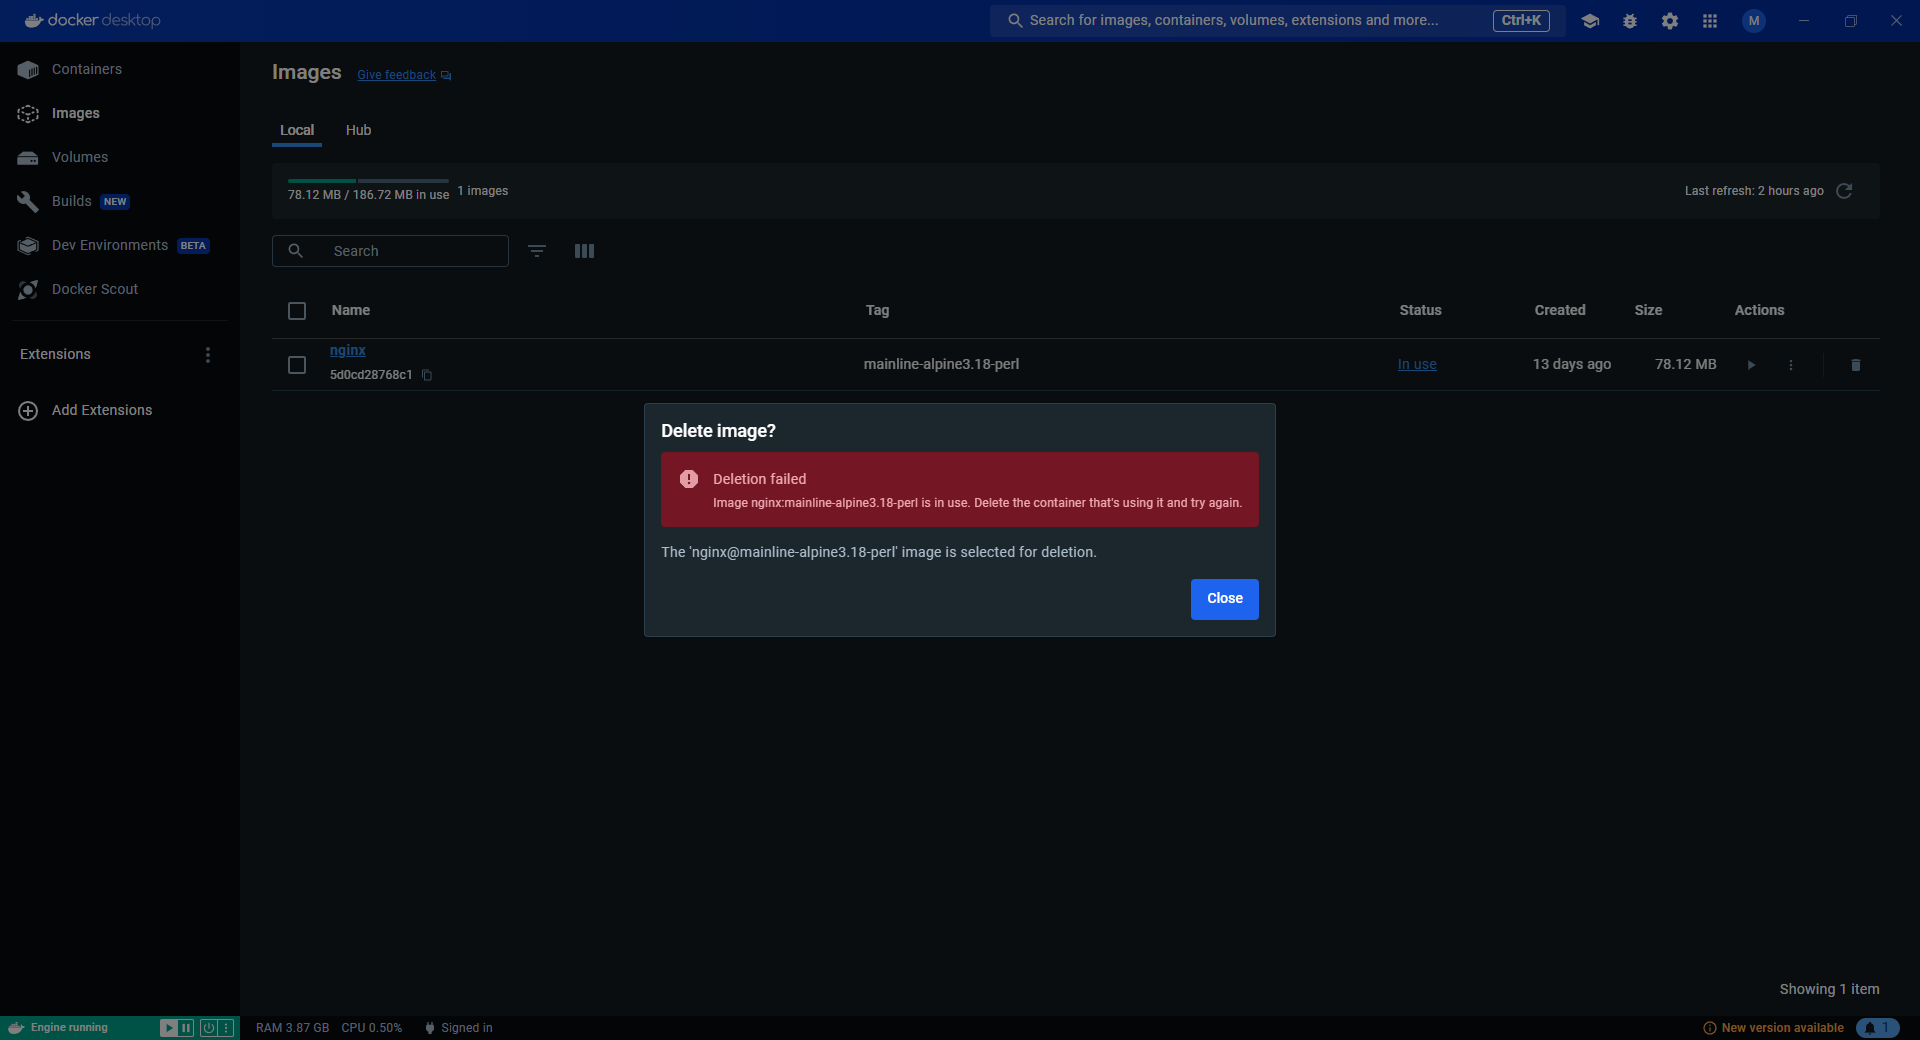 docker desktop
Search for images, containers, volumes, extensions and more...
Ctrl+K
M
Containers
Images
Volumes
Builds NEW
Dev Environments BETA
Docker Scout
Extensions
Add Extensions
Images Give feedback
Local Hub
78.12 MB / 186.72 MB in use 1 images
Last refresh: 2 hours ago
Search
Name Tag Status Created Size Actions
nginx
5d0cd28768c1
mainline-alpine3.18-perl In use 13 days ago 78.12 MB
Delete image?
Deletion failed
Image nginx:mainline-alpine3.18-perl is in use. Delete the container that's using it and try again.
The 'nginx@mainline-alpine3.18-perl' image is selected for deletion.
Close
Showing 1 item
Engine running
RAM 3.87 GB CPU 0.50% Signed in
New version available 1